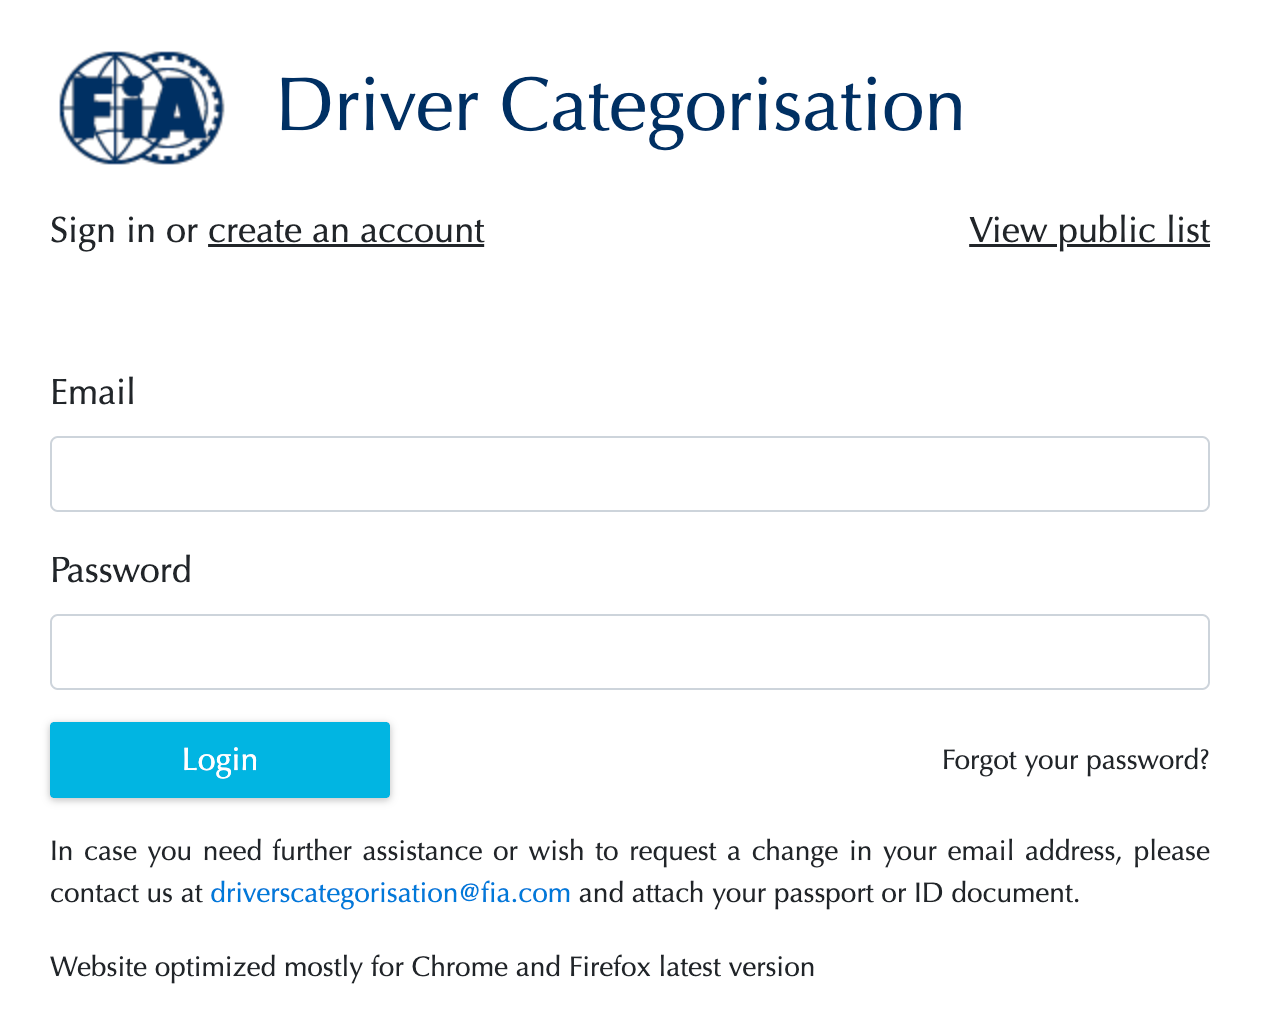 FiA Driver Categorisation
Sign in or create an account View public list
Email
Password
Login Forgot your password?
In case you need further assistance or wish to request a change in your email address, please
contact us at driverscategorisation@fia.com and attach your passport or ID document.
Website optimized mostly for Chrome and Firefox latest version